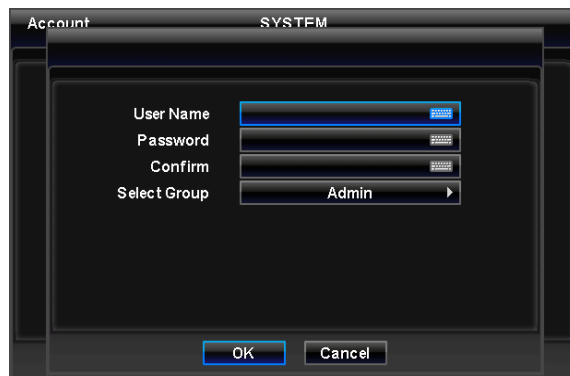 Account SYSTEM
User Name
Password
Confirm
Select Group Admin
OK Cancel